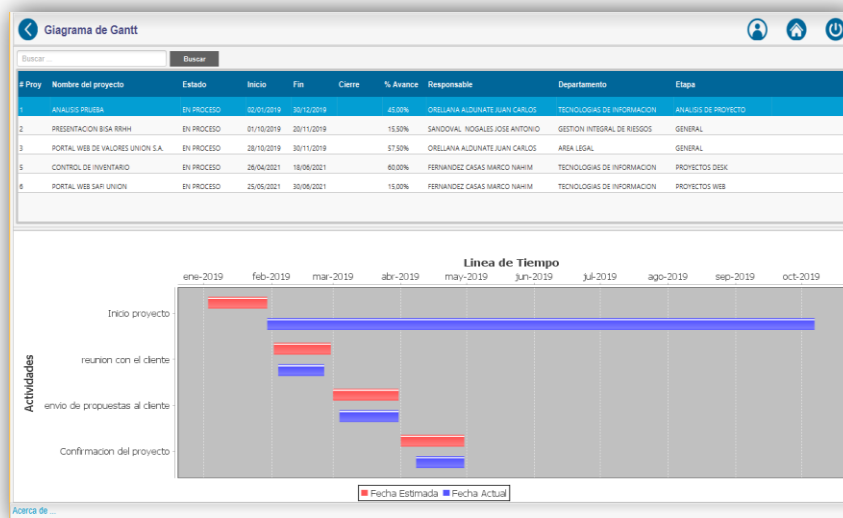 Giagrama de Gantt
Buscar ... Buscar
# Proy Nombre del proyecto Estado Inicio Fin Cierre % Avance Responsable Departamento Etapa
1 ANALISIS PRUEBA EN PROCESO 02/01/2019 30/12/2019 45,00% ORELLANA ALDUNATE JUAN CARLOS TECNOLOGIAS DE INFORMACION ANALISIS DE PROYECTO
2 PRESENTACION BISA RRHH EN PROCESO 01/10/2019 20/11/2019 15,50% SANDOVAL NOGALES JOSE ANTONIO GESTION INTEGRAL DE RIESGOS GENERAL
3 PORTAL WEB DE VALORES UNION S.A. EN PROCESO 28/10/2019 30/11/2019 57,50% ORELLANA ALDUNATE JUAN CARLOS AREA LEGAL GENERAL
5 CONTROL DE INVENTARIO EN PROCESO 26/04/2021 18/06/2021 60,00% FERNANDEZ CASAS MARCO NAHIM TECNOLOGIAS DE INFORMACION PROYECTOS DESK
6 PORTAL WEB SAFI UNION EN PROCESO 25/05/2021 30/06/2021 15,00% FERNANDEZ CASAS MARCO NAHIM TECNOLOGIAS DE INFORMACION PROYECTOS WEB
Linea de Tiempo
ene-2019 feb-2019 mar-2019 abr-2019 may-2019 jun-2019 jul-2019 ago-2019 sep-2019 oct-2019
Actividades
Inicio proyecto
reunion con el cliente
envio de propuestas al cliente
Confirmacion del proyecto
Fecha Estimada Fecha Actual
Acerca de ...